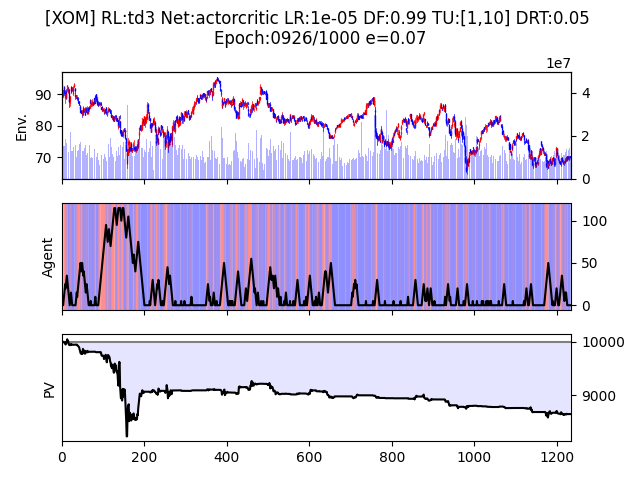 [XOM] RL:td3 Net:actorcritic LR:1e-05 DF:0.99 TU:[1,10] DRT:0.05
Epoch:0926/1000 e=0.07
1e7
Env.
90
80
70
4
2
0
Agent
100
50
0
PV
10000
9000
0 200 400 600 800 1000 1200